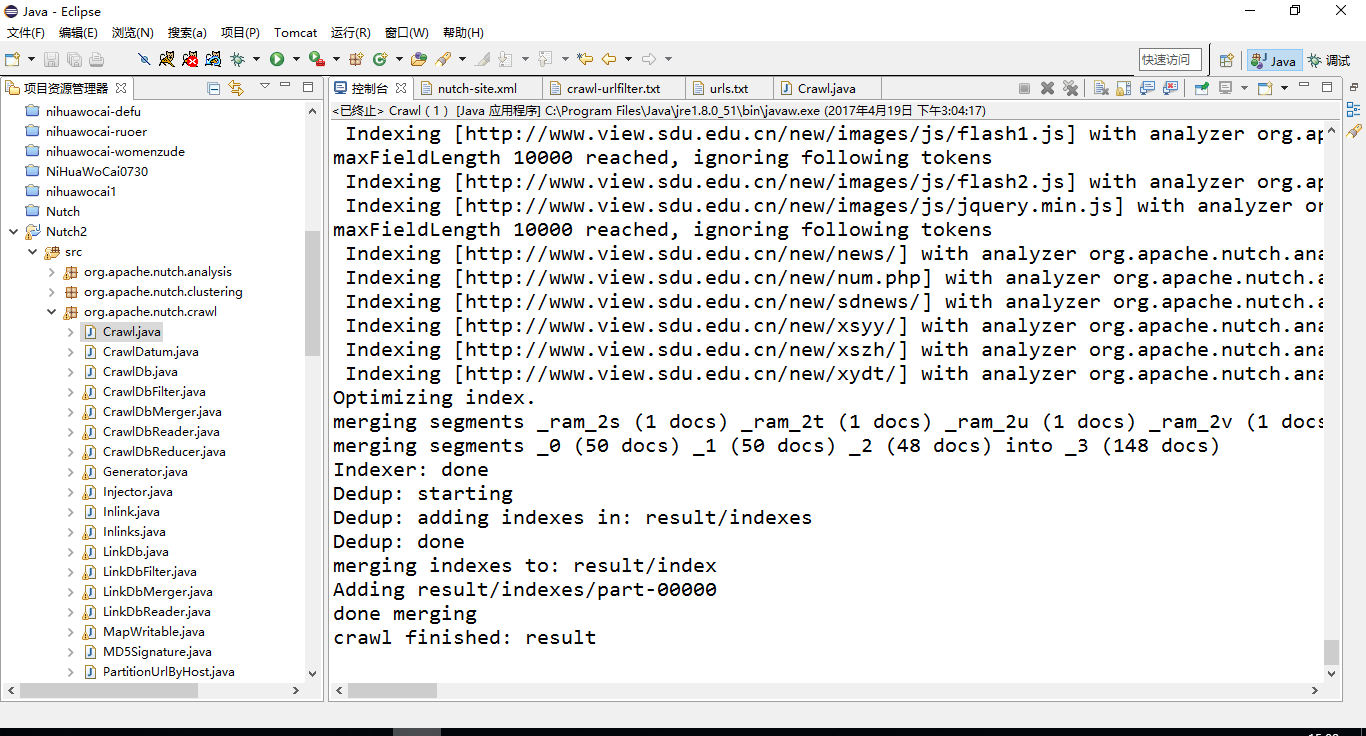 Java - Eclipse
文件(F) 编辑(E) 浏览(N) 搜索(a) 项目(P) Tomcat 运行(R) 窗口(W) 帮助(H)
快速访问 Java 调试
项目资源管理器
nihuawocai-defu
nihuawocai-ruoer
nihuawocai-womenzude
NiHuaWoCai0730
nihuawocai1
Nutch
Nutch2
src
org.apache.nutch.analysis
org.apache.nutch.clustering
org.apache.nutch.crawl
Crawl.java
CrawlDatum.java
CrawlDb.java
CrawlDbFilter.java
CrawlDbMerger.java
CrawlDbReader.java
CrawlDbReducer.java
Generator.java
Injector.java
Inlink.java
Inlinks.java
LinkDb.java
LinkDbFilter.java
LinkDbMerger.java
LinkDbReader.java
MapWritable.java
MD5Signature.java
PartitionUrlByHost.java
控制台 nutch-site.xml crawl-urlfilter.txt urls.txt Crawl.java
<已终止> Crawl ( 1 ) [Java 应用程序] C:\Program Files\Java\jre1.8.0_51\bin\javaw.exe (2017年4月19日 下午3:04:17)
Indexing [http://www.view.sdu.edu.cn/new/images/js/flash1.js] with analyzer org.ap
maxFieldLength 10000 reached, ignoring following tokens
Indexing [http://www.view.sdu.edu.cn/new/images/js/flash2.js] with analyzer org.ap
Indexing [http://www.view.sdu.edu.cn/new/images/js/jquery.min.js] with analyzer or
maxFieldLength 10000 reached, ignoring following tokens
Indexing [http://www.view.sdu.edu.cn/new/news/] with analyzer org.apache.nutch.ana
Indexing [http://www.view.sdu.edu.cn/new/num.php] with analyzer org.apache.nutch.a
Indexing [http://www.view.sdu.edu.cn/new/sdnews/] with analyzer org.apache.nutch.a
Indexing [http://www.view.sdu.edu.cn/new/xsyy/] with analyzer org.apache.nutch.ana
Indexing [http://www.view.sdu.edu.cn/new/xszh/] with analyzer org.apache.nutch.ana
Indexing [http://www.view.sdu.edu.cn/new/xydt/] with analyzer org.apache.nutch.ana
Optimizing index.
merging segments _ram_2s (1 docs) _ram_2t (1 docs) _ram_2u (1 docs) _ram_2v (1 docs
merging segments _0 (50 docs) _1 (50 docs) _2 (48 docs) into _3 (148 docs)
Indexer: done
Dedup: starting
Dedup: adding indexes in: result/indexes
Dedup: done
merging indexes to: result/index
Adding result/indexes/part-00000
done merging
crawl finished: result